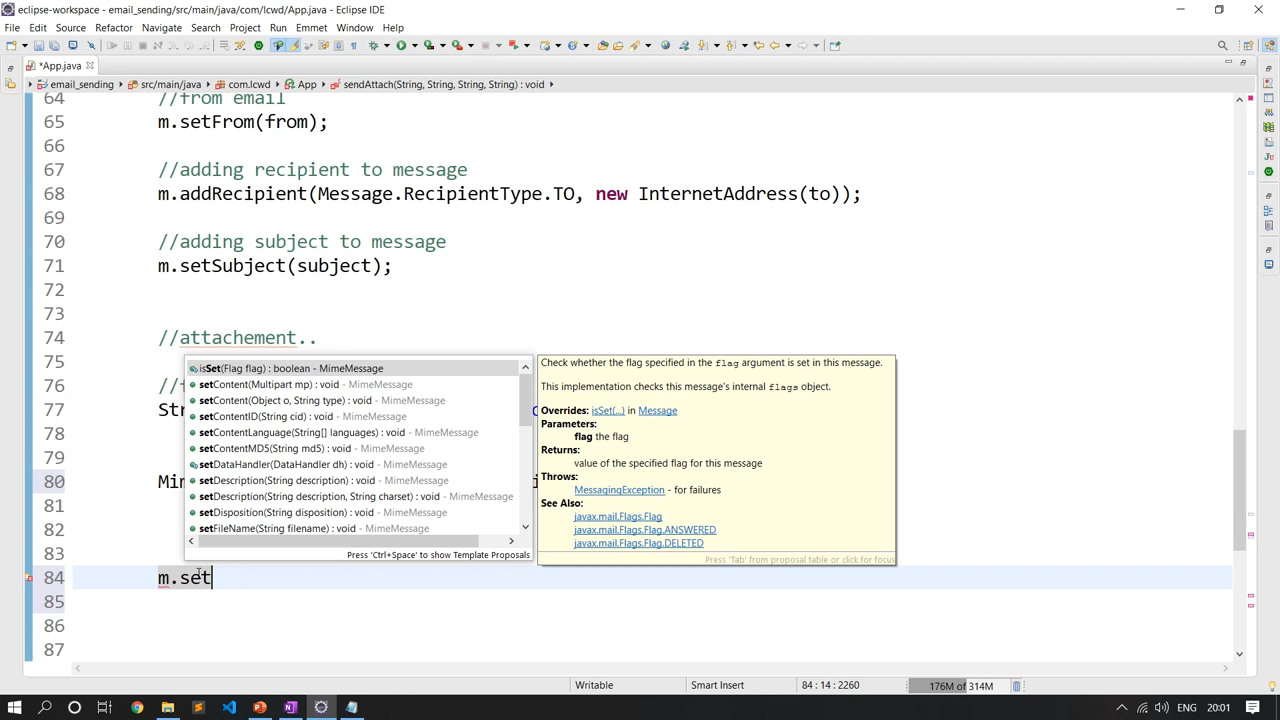 eclipse-workspace - email_sending/src/main/java/com/lcwd/App.java - Eclipse IDE
File Edit Source Refactor Navigate Search Project Run Emmet Window Help
*App.java
email_sending src/main/java com.lcwd App sendAttach(String, String, String, String) : void
64 //from email
65 m.setFrom(from);
66
67 //adding recipient to message
68 m.addRecipient(Message.RecipientType.TO, new InternetAddress(to));
69
70 //adding subject to message
71 m.setSubject(subject);
72
73
74 //attachement..
75
76
77
78
79
80
81
82
83
84 m.set
85
86
87
isSet(Flag flag) : boolean - MimeMessage
setContent(Multipart mp) : void - MimeMessage
setContent(Object o, String type) : void - MimeMessage
setContentID(String cid) : void - MimeMessage
setContentLanguage(String[] languages) : void - MimeMessage
setContentMD5(String md5) : void - MimeMessage
setDataHandler(DataHandler dh) : void - MimeMessage
setDescription(String description) : void - MimeMessage
setDescription(String description, String charset) : void - MimeMessage
setDisposition(String disposition) : void - MimeMessage
setFileName(String filename) : void - MimeMessage
Press 'Ctrl+Space' to show Template Proposals
Check whether the flag specified in the flag argument is set in this message.
This implementation checks this message's internal flags object.
Overrides: isSet(...) in Message
Parameters:
flag the flag
Returns:
value of the specified flag for this message
Throws:
MessagingException - for failures
See Also:
javax.mail.Flags.Flag
javax.mail.Flags.Flag.ANSWERED
javax.mail.Flags.Flag.DELETED
Press 'Tab' from proposal table or click for focus
Writable Smart Insert 84 : 14 : 2260 176M of 314M
ENG 20:01